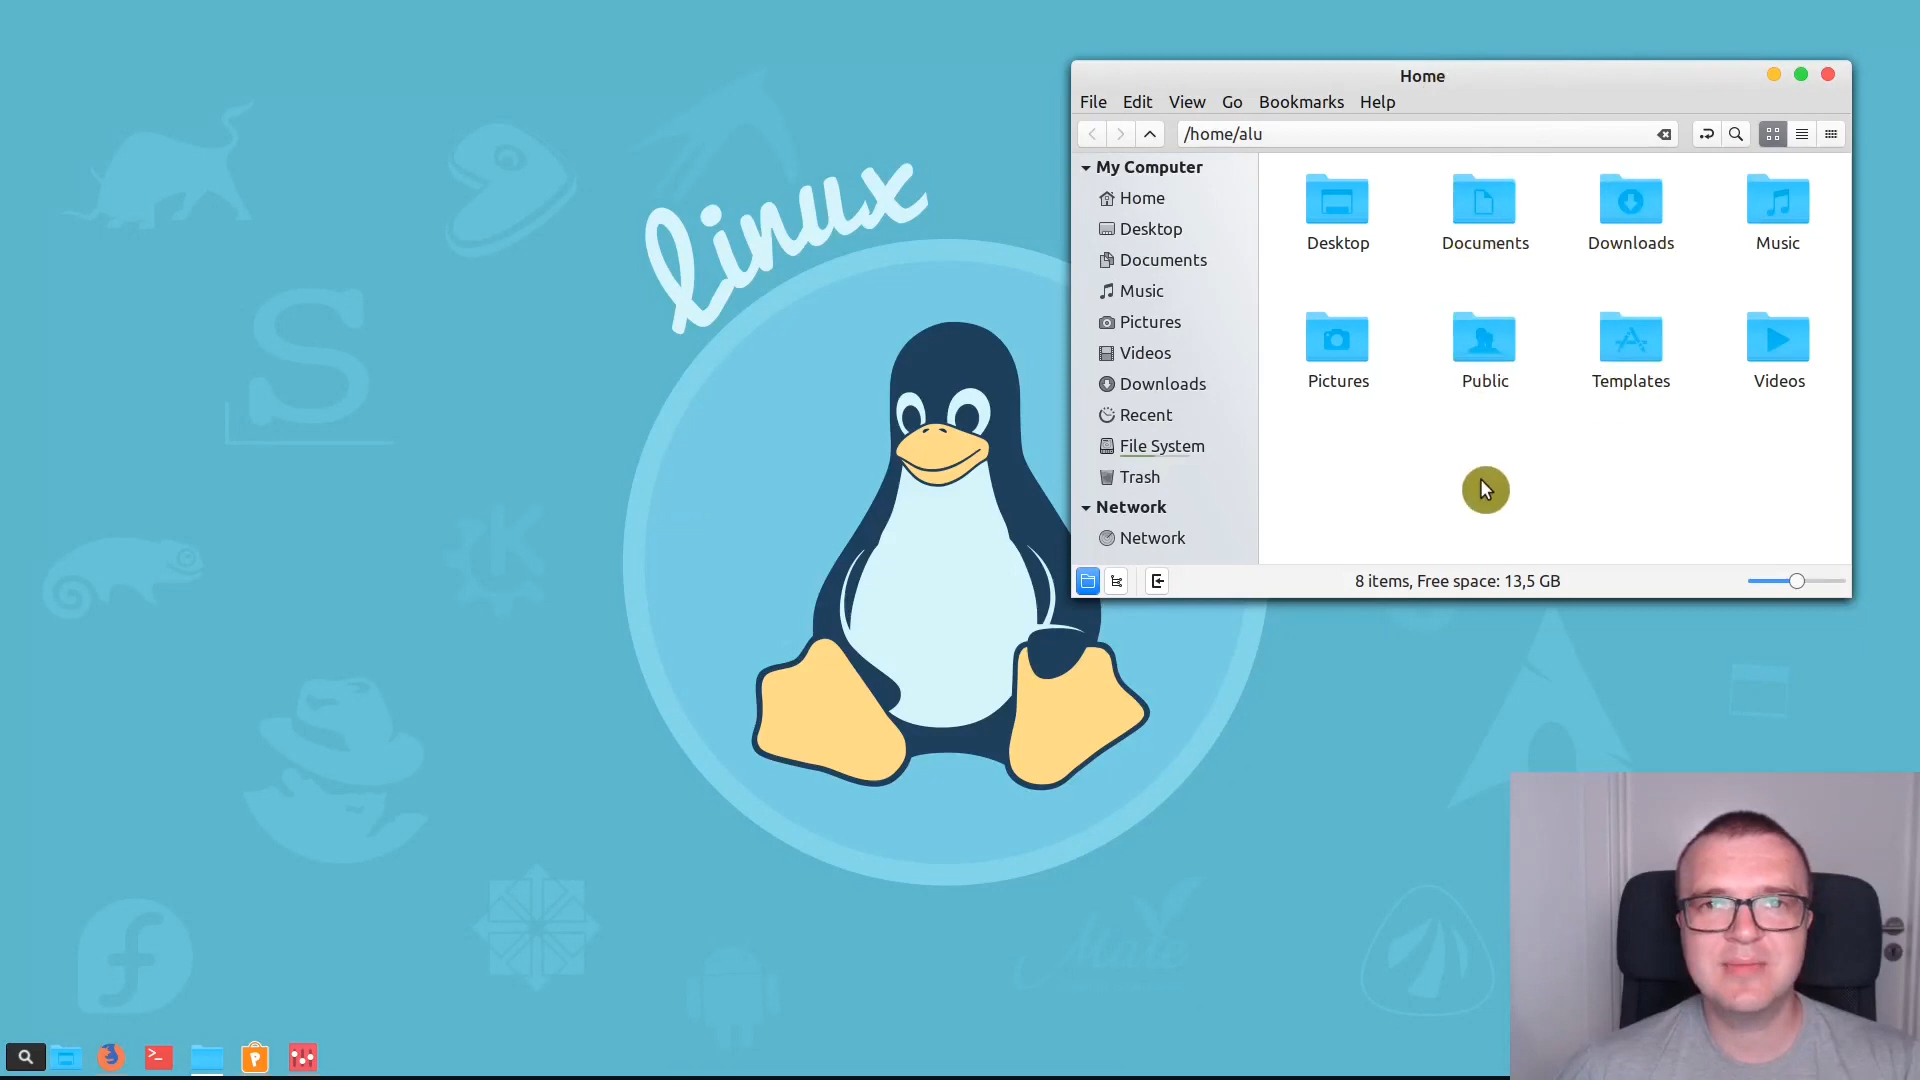 linux
Home
File Edit View Go Bookmarks Help
/home/alu
My Computer
Home
Desktop
Documents
Music
Pictures
Videos
Downloads
Recent
File System
Trash
Network
Network
Desktop Documents Downloads Music
Pictures Public Templates Videos
8 items, Free space: 13,5 GB
S
K
Mate
f
P